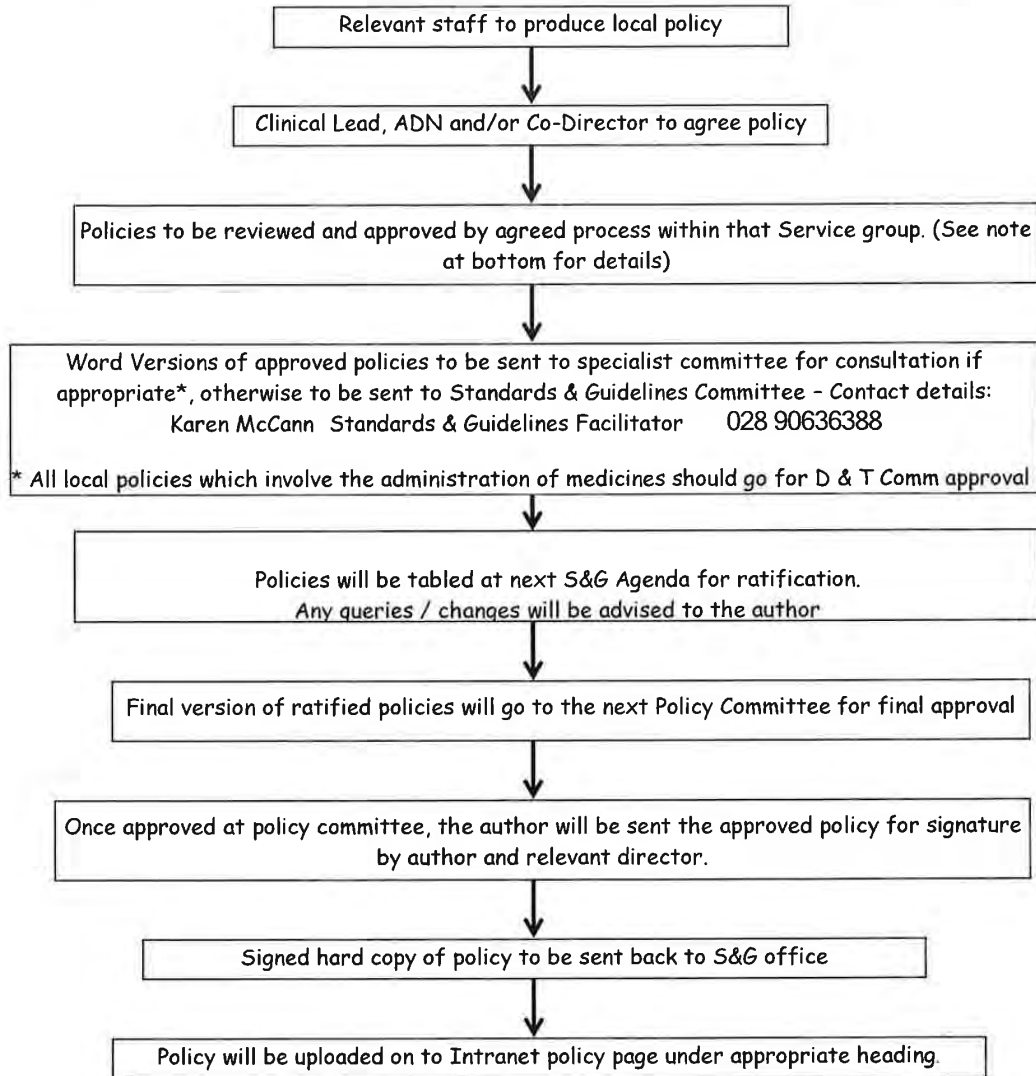 Relevant staff to produce local policy
Clinical Lead, ADN and/or Co-Director to agree policy
Policies to be reviewed and approved by agreed process within that Service group. (See note
at bottom for details)
Word Versions of approved policies to be sent to specialist committee for consultation if
appropriate*, otherwise to be sent to Standards & Guidelines Committee - Contact details:
Karen McCann Standards & Guidelines Facilitator 028 90636388
* All local policies which involve the administration of medicines should go for D & T Comm approval
Policies will be tabled at next S&G Agenda for ratification.
Any queries / changes will be advised to the author
Final version of ratified policies will go to the next Policy Committee for final approval
Once approved at policy committee, the author will be sent the approved policy for signature
by author and relevant director.
Signed hard copy of policy to be sent back to S&G office
Policy will be uploaded on to Intranet policy page under appropriate heading.